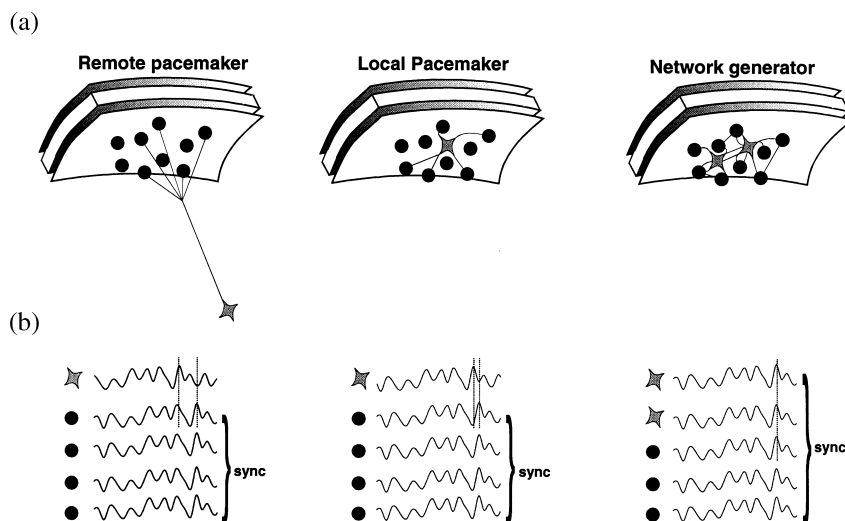 (a)
Remote pacemaker
Local Pacemaker
Network generator
(b)
sync
sync
sync